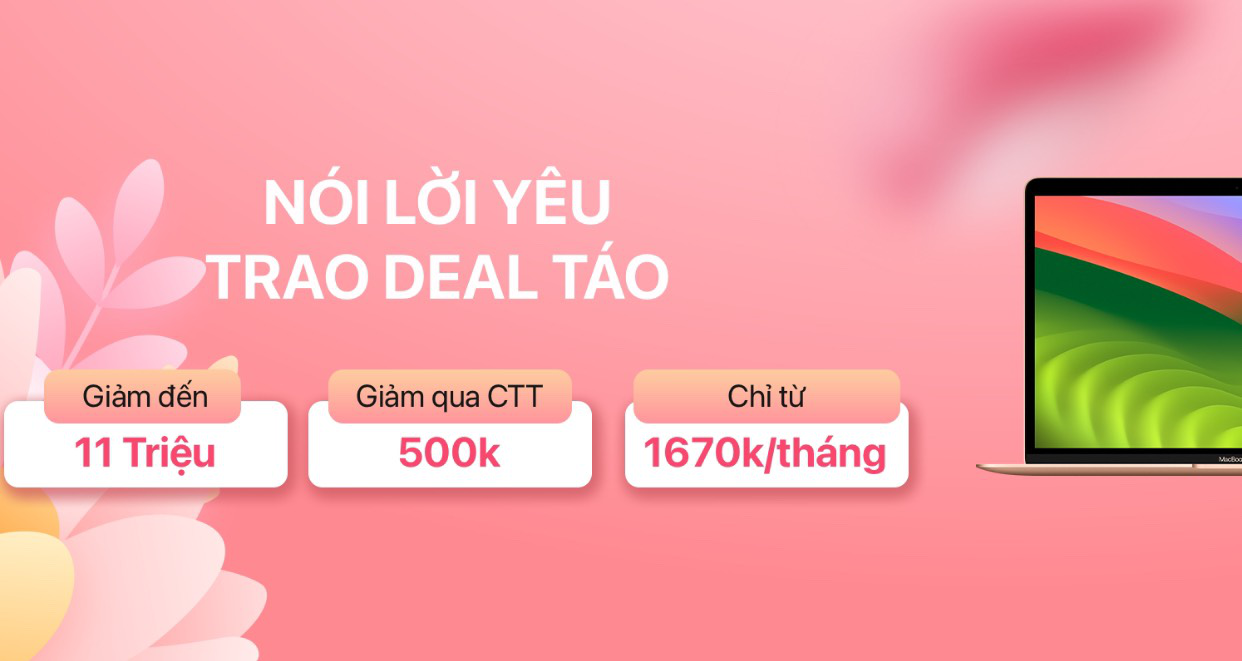 NÓI LỜI YÊU
TRAO DEAL TÁO
Giảm đến
11 Triệu
Giảm qua CTT
500k
Chỉ từ
1670k/tháng